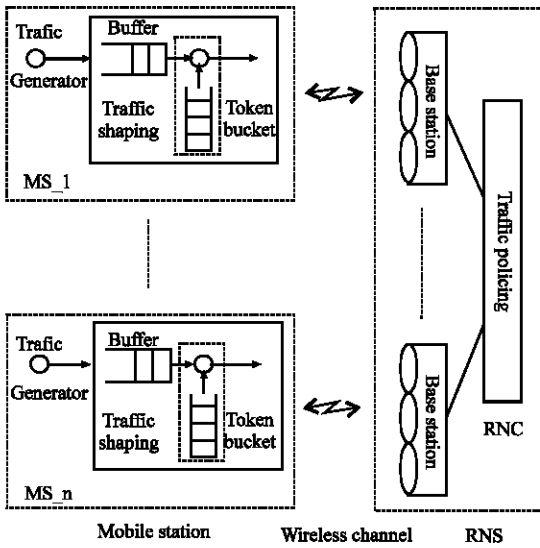 Trafic
Generator
Buffer
Traffic
shaping
Token
bucket
MS_1
Base station
Traffic policing
Trafic
Generator
Buffer
Traffic
shaping
Token
bucket
MS_n
Base station
RNC
Mobile station
Wireless channel
RNS